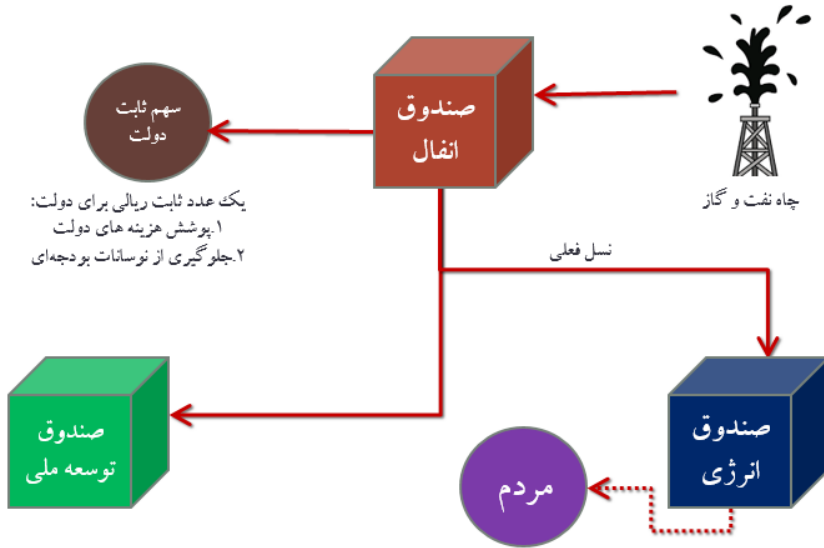 صندوق
انفال
سهم ثابت
دولت
چاه نفت و گاز
یک عدد ثابت ریالی برای دولت:
۱.پوشش هزینه های دولت
۲.جلوگیری از نوسانات بودجه‌ای
نسل فعلی
صندوق
توسعه ملی
صندوق
انرژی
مردم